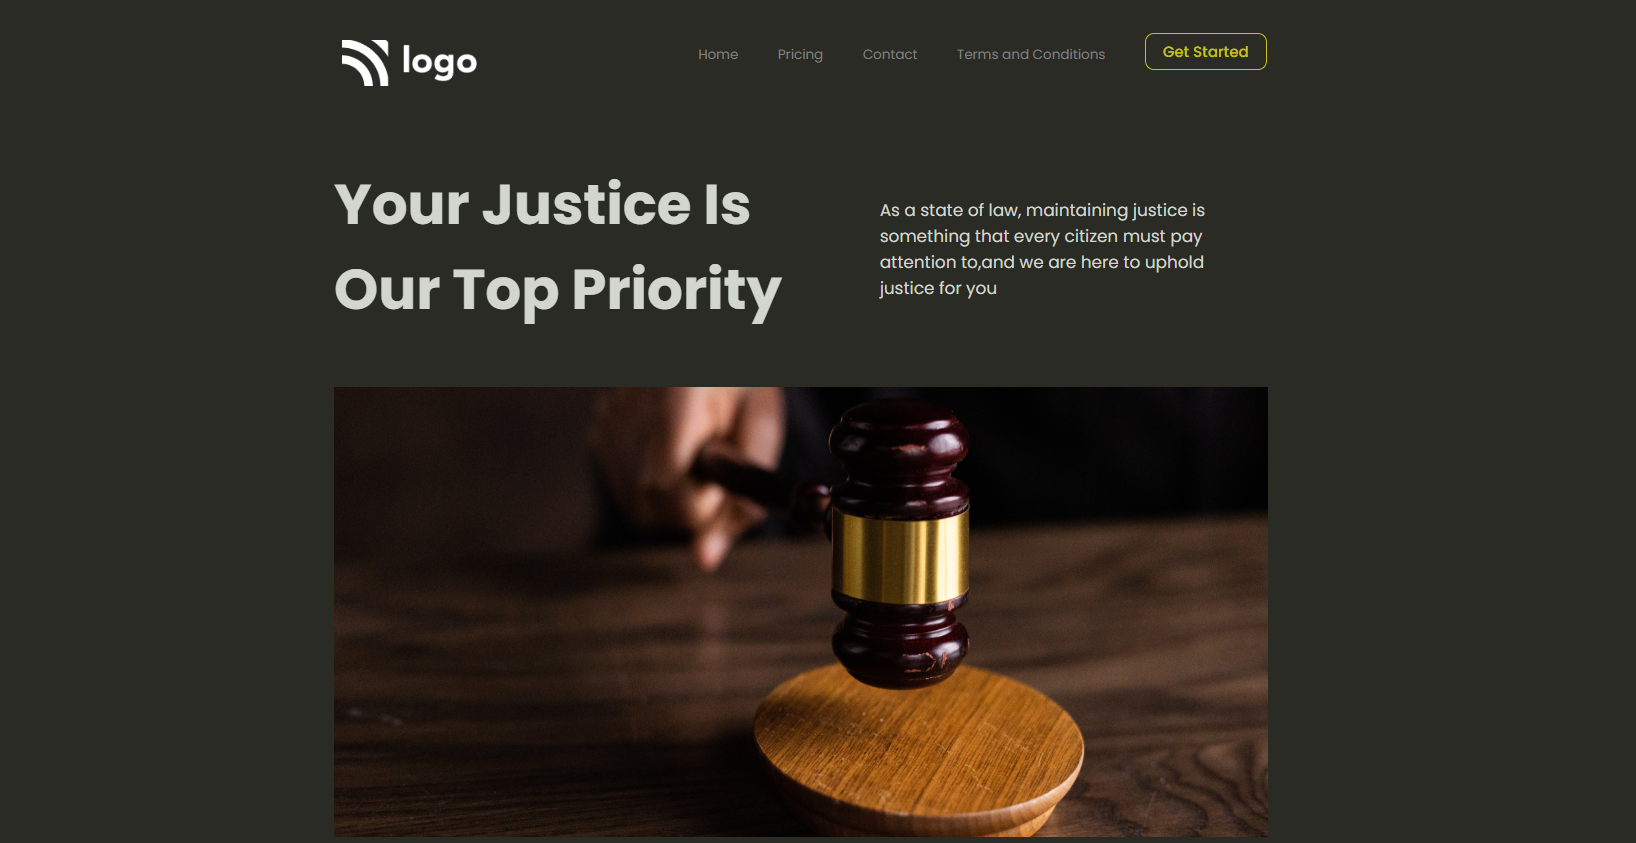 logo
Home
Pricing
Contact
Terms and Conditions
Get Started
Your Justice Is
Our Top Priority
As a state of law, maintaining justice is
something that every citizen must pay
attention to,and we are here to uphold
justice for you